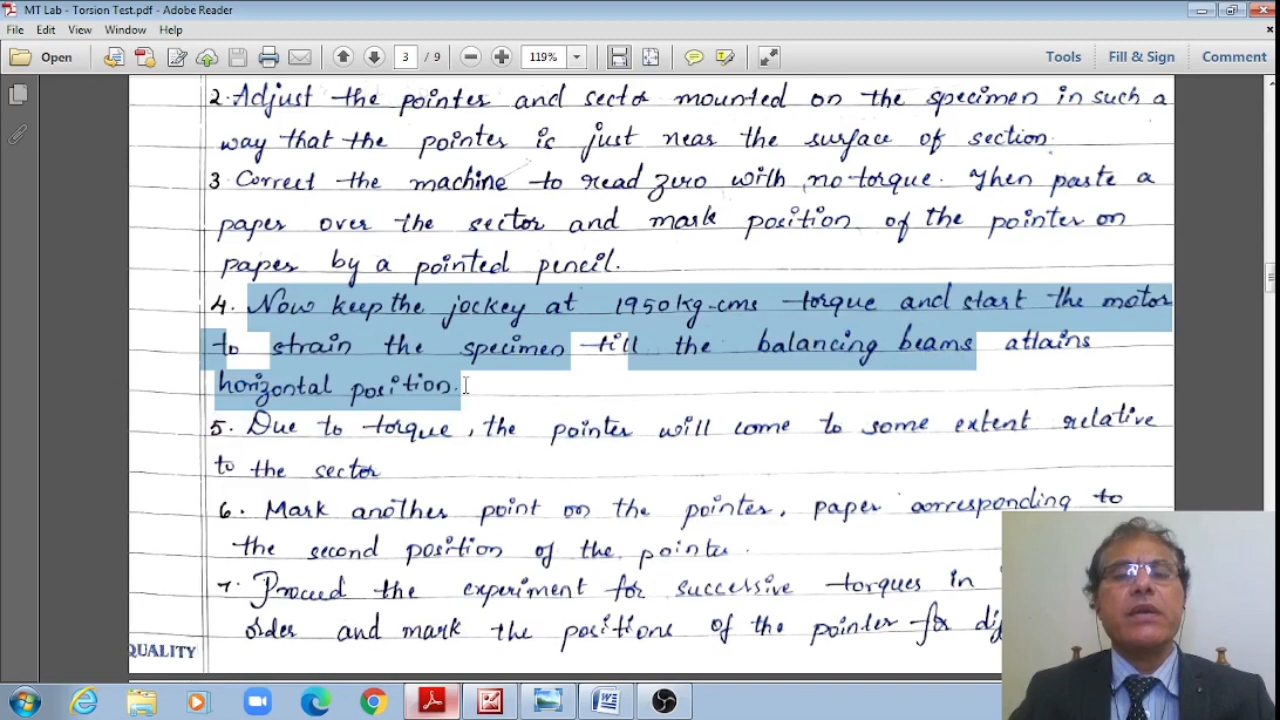 MT Lab - Torsion Test.pdf - Adobe Reader
File Edit View Window Help
Open 3 / 9 119% Tools Fill & Sign Comment
2. Adjust the pointer and sector mounted on the specimen in such a
way that the pointer is just near the surface of section.
3 Correct the machine to read zero with no torque. Then paste a
paper over the sector and mark position of the pointer on
paper by a pointed pencil.
4. Now keep the jockey at 1950 kg-cms torque and start the motor
to strain the specimen till the balancing beams attains
horizontal position.
5. Due to torque, the pointer will come to some extent relative
to the sector
6. Mark another point on the pointer, paper corresponding to
the second position of the pointer.
7. Proceed the experiment for successive torques in
order and mark the positions of the pointer for
QUALITY